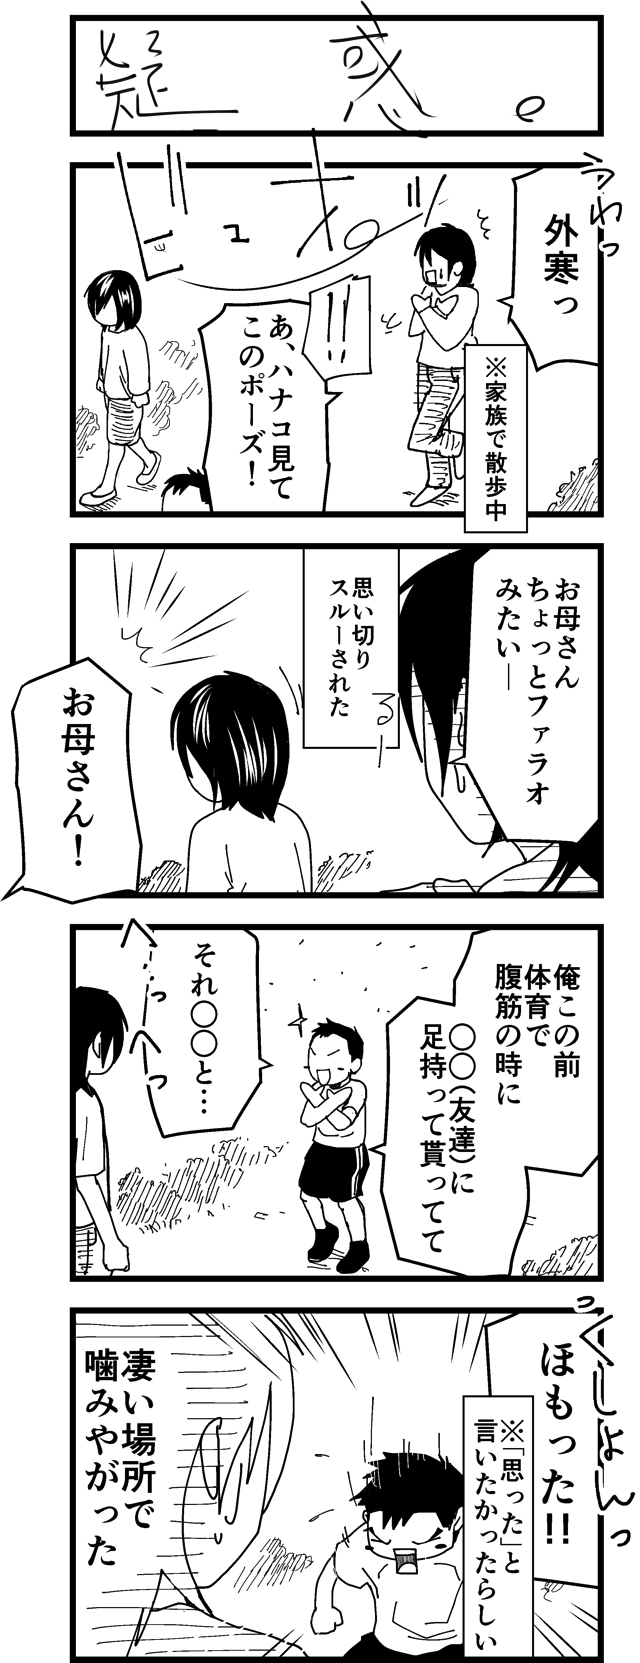 疑惑。
うわっ
外寒っ
※家族で散歩中
ビュオォ
!!
あ、ハナコ見て
このポーズ!
お母さん
ちょっとファラオ
みたい―
思い切り
スルーされた
お母さん!
俺この前
体育で
腹筋の時に
〇〇(友達)に
足持って貰ってて
それ〇〇と…
へ…っ
へっ
っくしょんっ
ほもった!!
※「思った」と
言いたかったらしい
凄い場所で
噛みやがった